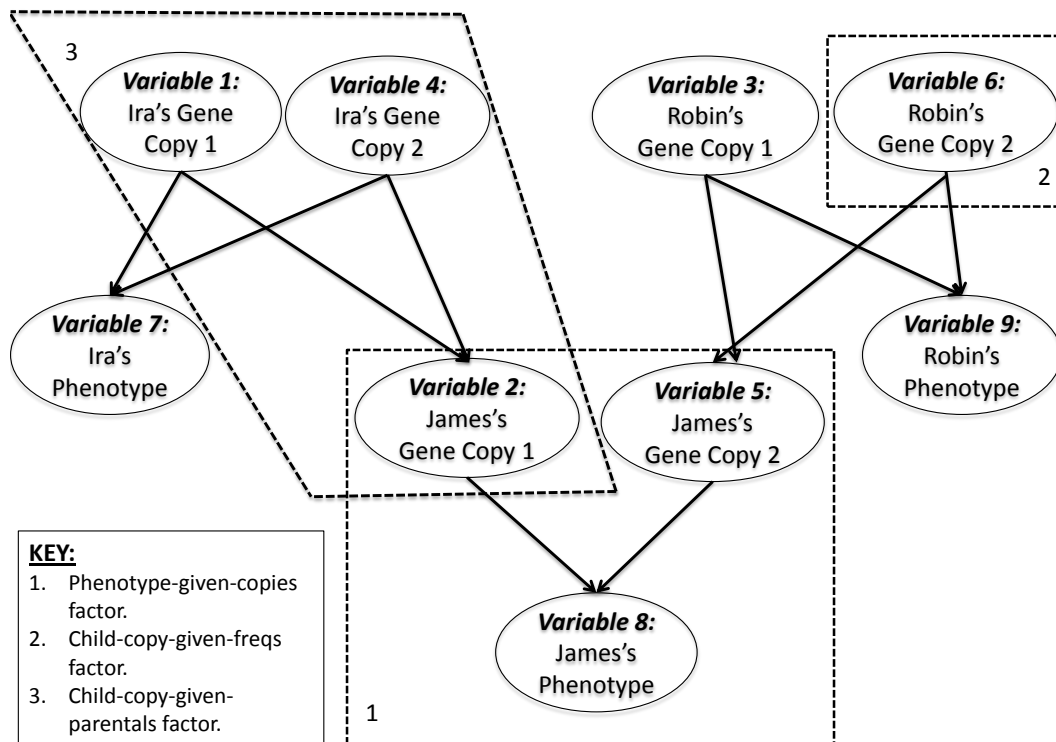 3
Variable 1:
Ira's Gene
Copy 1
Variable 4:
Ira's Gene
Copy 2
Variable 3:
Robin's
Gene Copy 1
Variable 6:
Robin's
Gene Copy 2
2
Variable 7:
Ira's
Phenotype
Variable 9:
Robin's
Phenotype
Variable 2:
James's
Gene Copy 1
Variable 5:
James's
Gene Copy 2
Variable 8:
James's
Phenotype
1
KEY:
1. Phenotype-given-copies
factor.
2. Child-copy-given-freqs
factor.
3. Child-copy-given-
parentals factor.